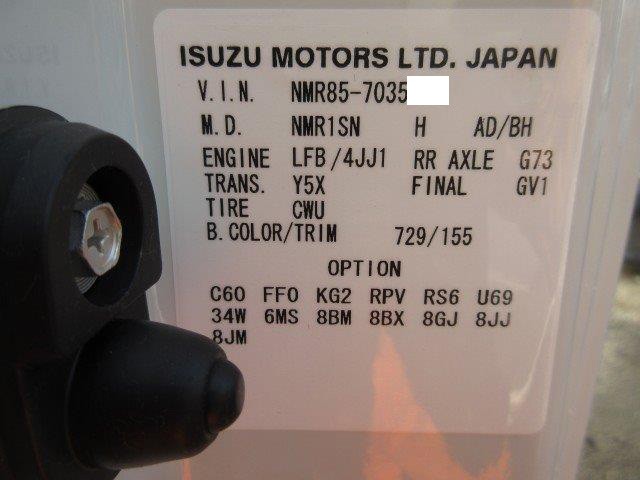 ISUZU MOTORS LTD. JAPAN
V.I.N. NMR85-7035
M.D. NMR1SN H AD/BH
ENGINE LFB/4JJ1 RR AXLE G73
TRANS. Y5X FINAL GV1
TIRE CWU
B.COLOR/TRIM 729/155
OPTION
C60 FF0 KG2 RPV RS6 U69
34W 6MS 8BM 8BX 8GJ 8JJ
8JM